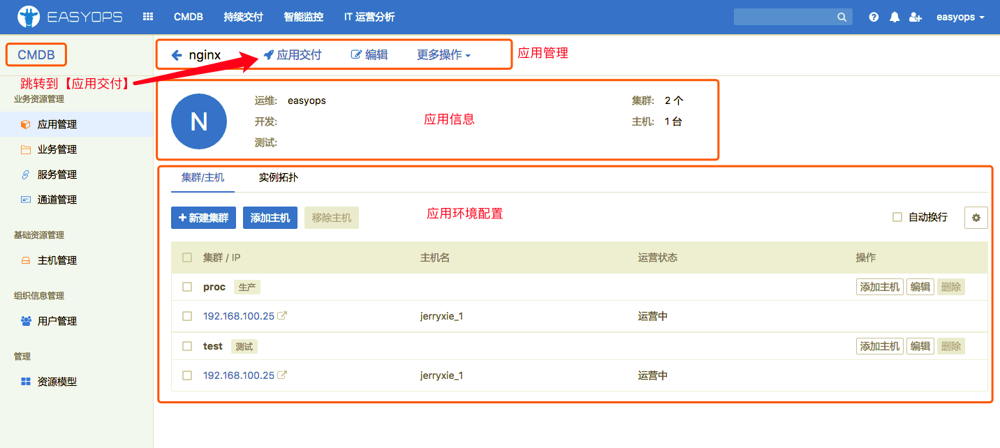 EASYOPS CMDB 持续交付 智能监控 IT 运营分析 easyops
CMDB
nginx 应用交付 编辑 更多操作 应用管理
跳转到【应用交付】
业务资源管理
应用管理
业务管理
服务管理
通道管理
基础资源管理
主机管理
组织信息管理
用户管理
管理
资源模型
N
运维: easyops
开发:
测试:
应用信息
集群: 2 个
主机: 1 台
集群/主机 实例拓扑
+ 新建集群 添加主机 移除主机 应用环境配置 自动换行
集群 / IP 主机名 运营状态 操作
proc 生产 添加主机 编辑 删除
192.168.100.25 jerryxie_1 运营中
test 测试 添加主机 编辑 删除
192.168.100.25 jerryxie_1 运营中